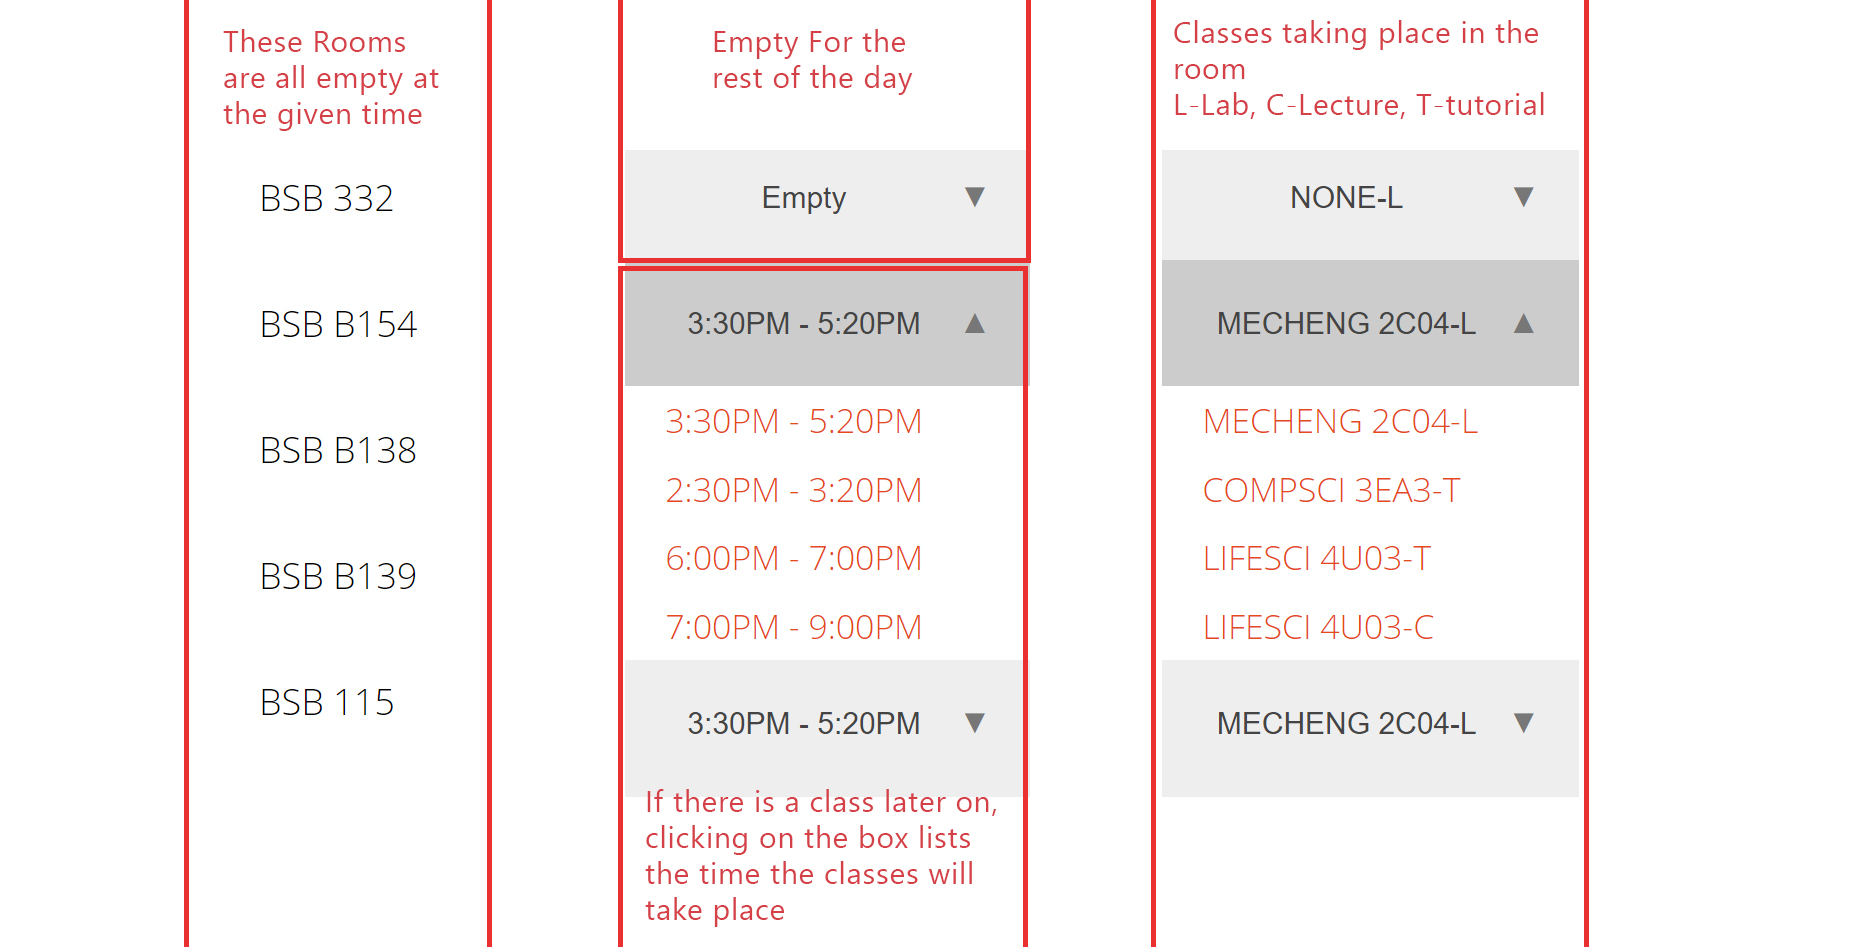 These Rooms
are all empty at
the given time
BSB 332
BSB B154
BSB B138
BSB B139
BSB 115
Empty For the
rest of the day
Empty ▼
3:30PM - 5:20PM ▲
3:30PM - 5:20PM
2:30PM - 3:20PM
6:00PM - 7:00PM
7:00PM - 9:00PM
3:30PM - 5:20PM ▼
If there is a class later on,
clicking on the box lists
the time the classes will
take place
Classes taking place in the
room
L-Lab, C-Lecture, T-tutorial
NONE-L ▼
MECHENG 2C04-L ▲
MECHENG 2C04-L
COMPSCI 3EA3-T
LIFESCI 4U03-T
LIFESCI 4U03-C
MECHENG 2C04-L ▼